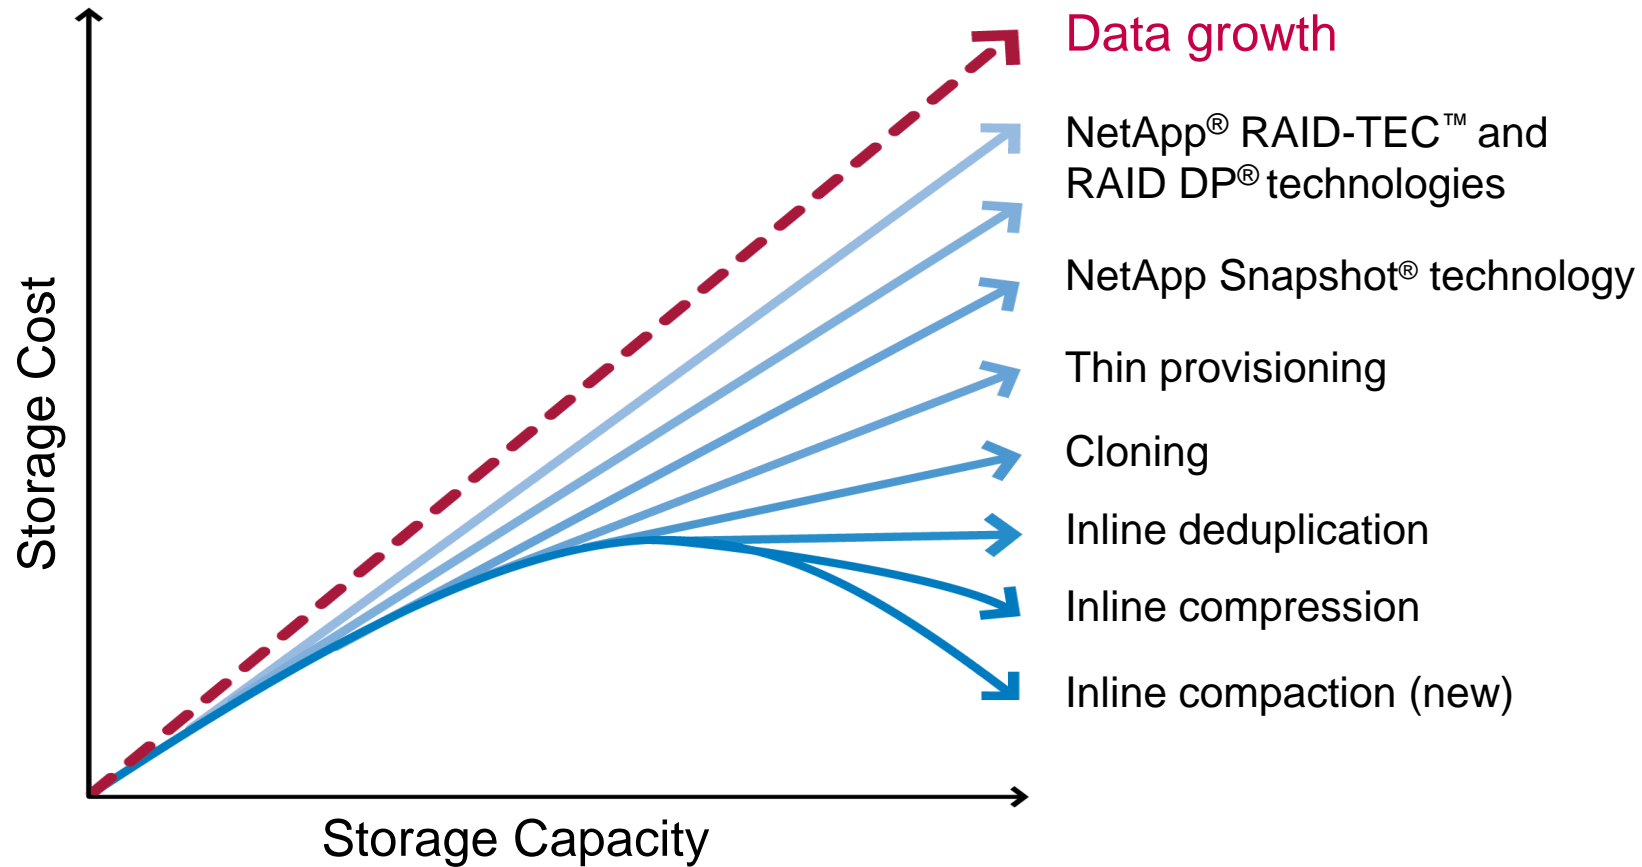 Data growth
NetApp® RAID-TEC™ and
RAID DP® technologies
NetApp Snapshot® technology
Thin provisioning
Cloning
Inline deduplication
Inline compression
Inline compaction (new)
Storage Cost
Storage Capacity